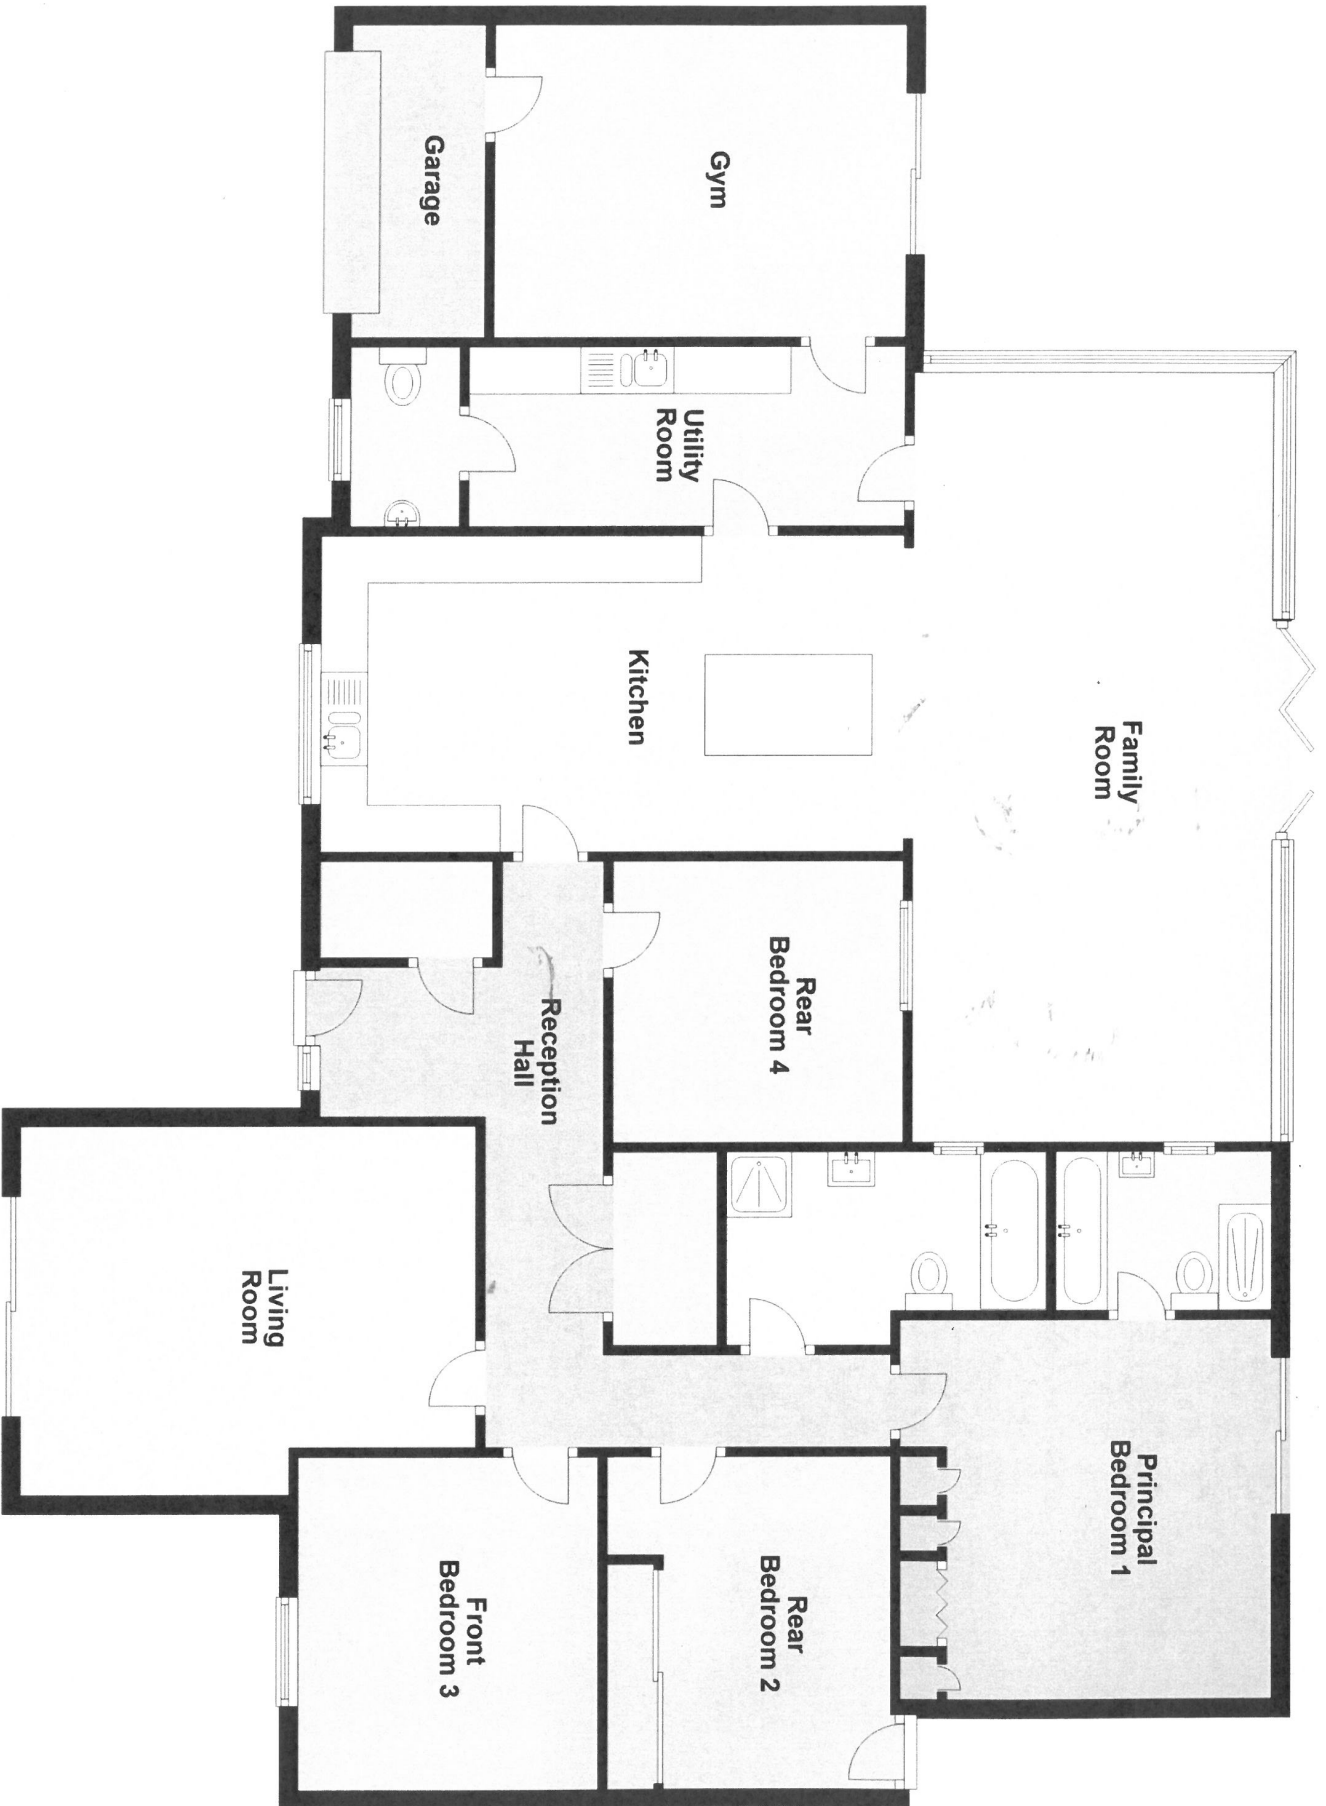 Family
Room
Principal
Bedroom 1
Gym
Utility
Room
Kitchen
Rear
Bedroom 4
Rear
Bedroom 2
Garage
Reception
Hall
Front
Bedroom 3
Living
Room